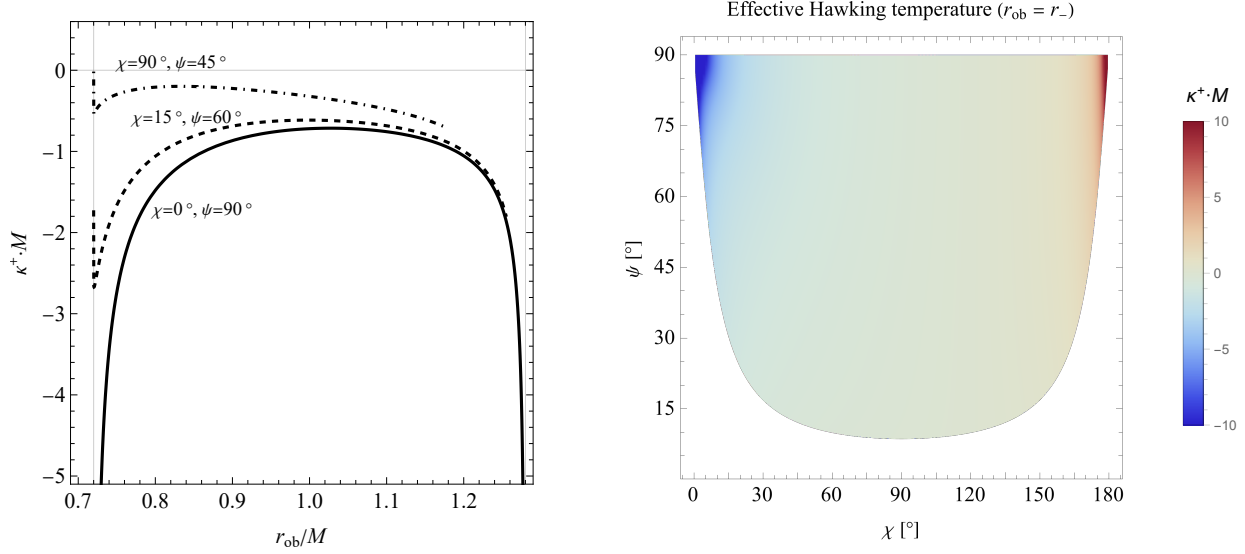 χ=90°, ψ=45°
χ=15°, ψ=60°
χ=0°, ψ=90°
0
−1
−2
−3
−4
−5
κ⁺·M
0.7 0.8 0.9 1.0 1.1 1.2
r_ob/M
Effective Hawking temperature (r_ob = r₋)
90
75
60
45
30
15
ψ [°]
0 30 60 90 120 150 180
χ [°]
κ⁺·M
10
5
0
−5
−10